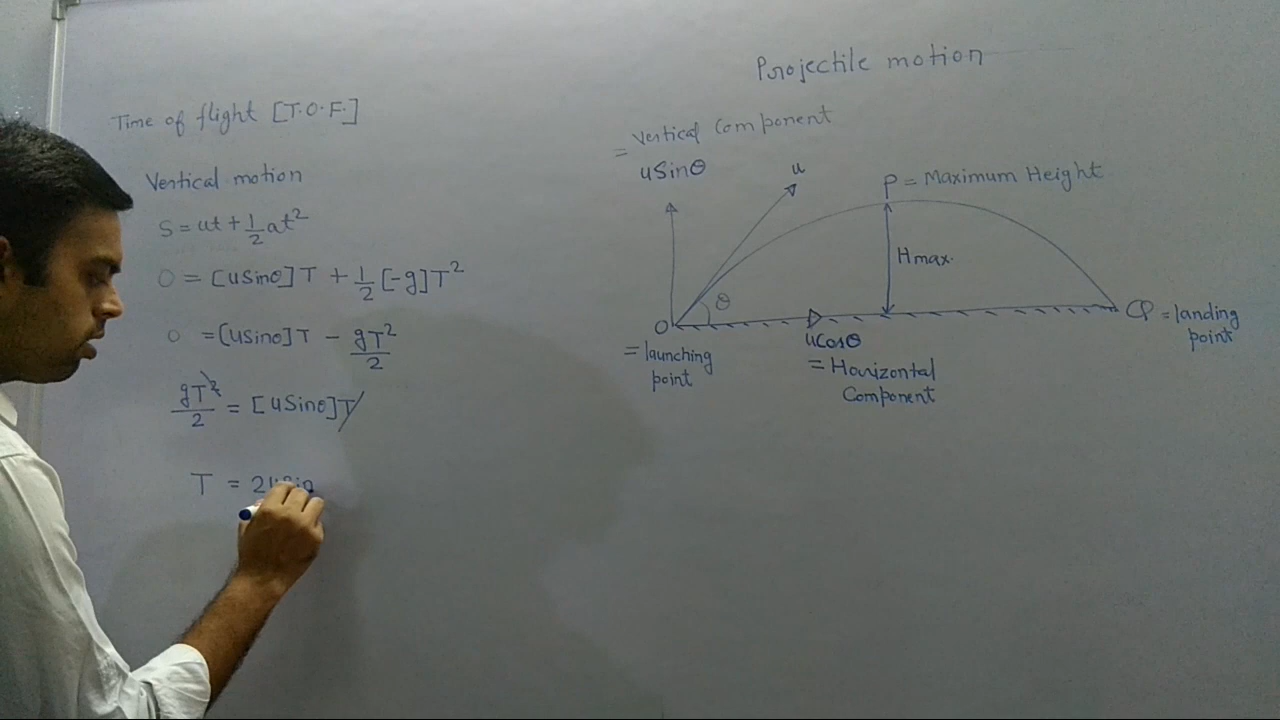 Projectile motion
Time of flight [T.O.F.]
Vertical motion
S = ut + 1/2 at²
0 = [usinθ]T + 1/2 [-g]T²
0 = [usinθ]T - gT²/2
gT²/2 = [usinθ]T
T = 2usin
= Vertical Component
usinθ
u
P = Maximum Height
Hmax.
θ
O
= launching
point
ucosθ
= Horizontal
Component
Q = landing
point